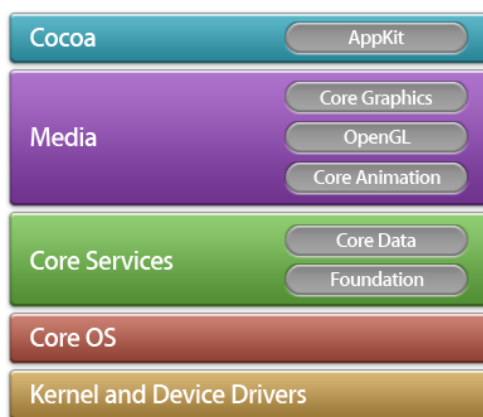 Cocoa
AppKit
Media
Core Graphics
OpenGL
Core Animation
Core Services
Core Data
Foundation
Core OS
Kernel and Device Drivers